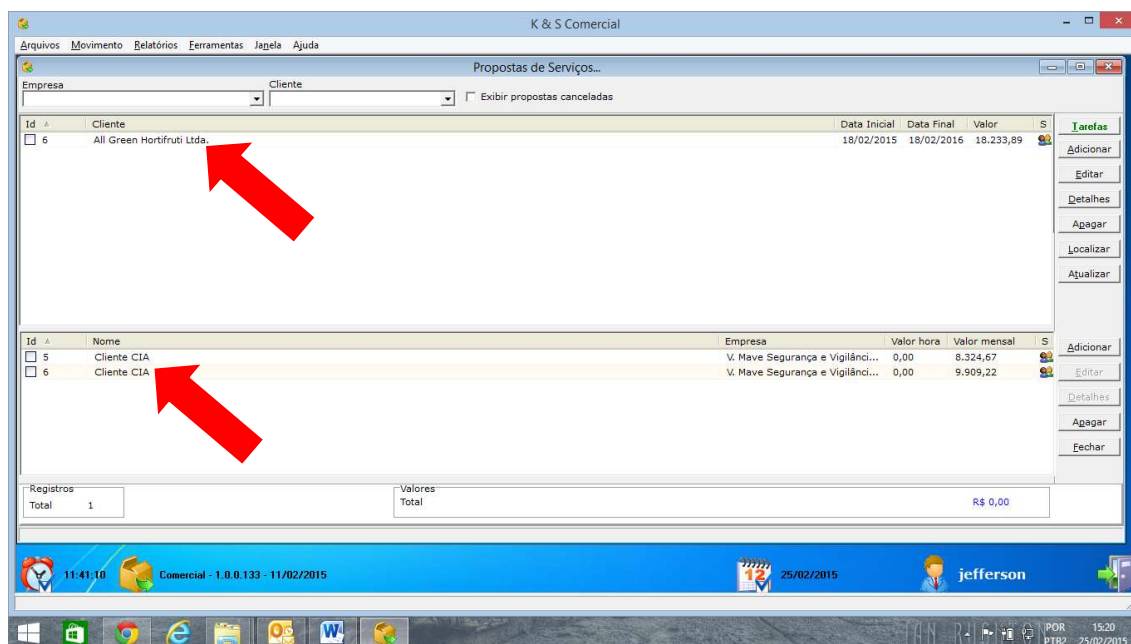 K & S Comercial
Arquivos Movimento Relatórios Ferramentas Janela Ajuda
Propostas de Serviços...
Empresa Cliente
Exibir propostas canceladas
Id Cliente Data Inicial Data Final Valor S
6 All Green Hortifruti Ltda. 18/02/2015 18/02/2016 18.233,89
Tarefas
Adicionar
Editar
Detalhes
Apagar
Localizar
Atualizar
Id Nome Empresa Valor hora Valor mensal S
5 Cliente CIA V. Mave Segurança e Vigilânci... 0,00 8.324,67
6 Cliente CIA V. Mave Segurança e Vigilânci... 0,00 9.909,22
Adicionar
Editar
Detalhes
Apagar
Fechar
Registros
Total 1
Valores
Total R$ 0,00
11:41:10 Comercial - 1.0.0.133 - 11/02/2015 12 25/02/2015 jefferson
POR 15:20
PTB2 25/02/2015